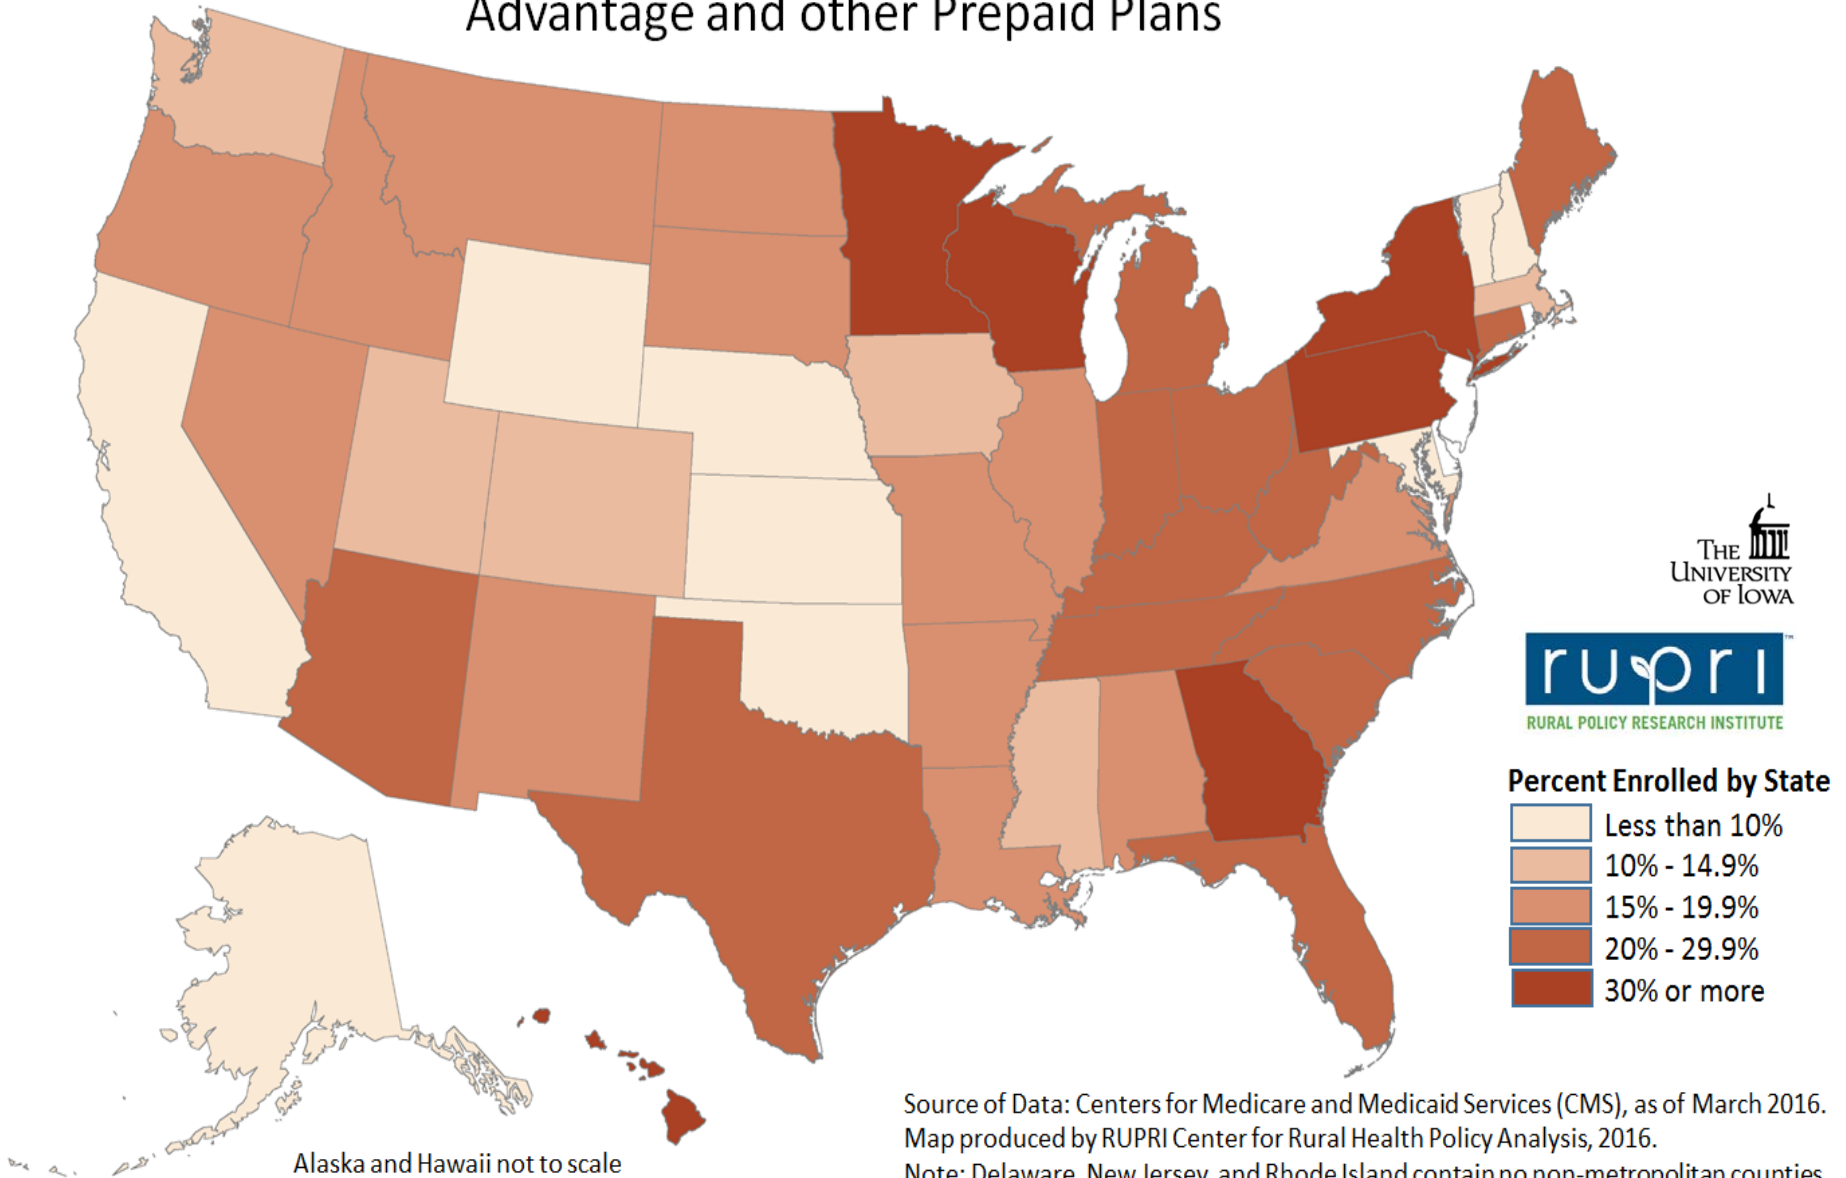 Advantage and other Prepaid Plans
THE
UNIVERSITY
OF IOWA
rupri
TM
RURAL POLICY RESEARCH INSTITUTE
Percent Enrolled by State
Less than 10%
10% - 14.9%
15% - 19.9%
20% - 29.9%
30% or more
Source of Data: Centers for Medicare and Medicaid Services (CMS), as of March 2016.
Map produced by RUPRI Center for Rural Health Policy Analysis, 2016.
Note: Delaware, New Jersey, and Rhode Island contain no non-metropolitan counties
Alaska and Hawaii not to scale